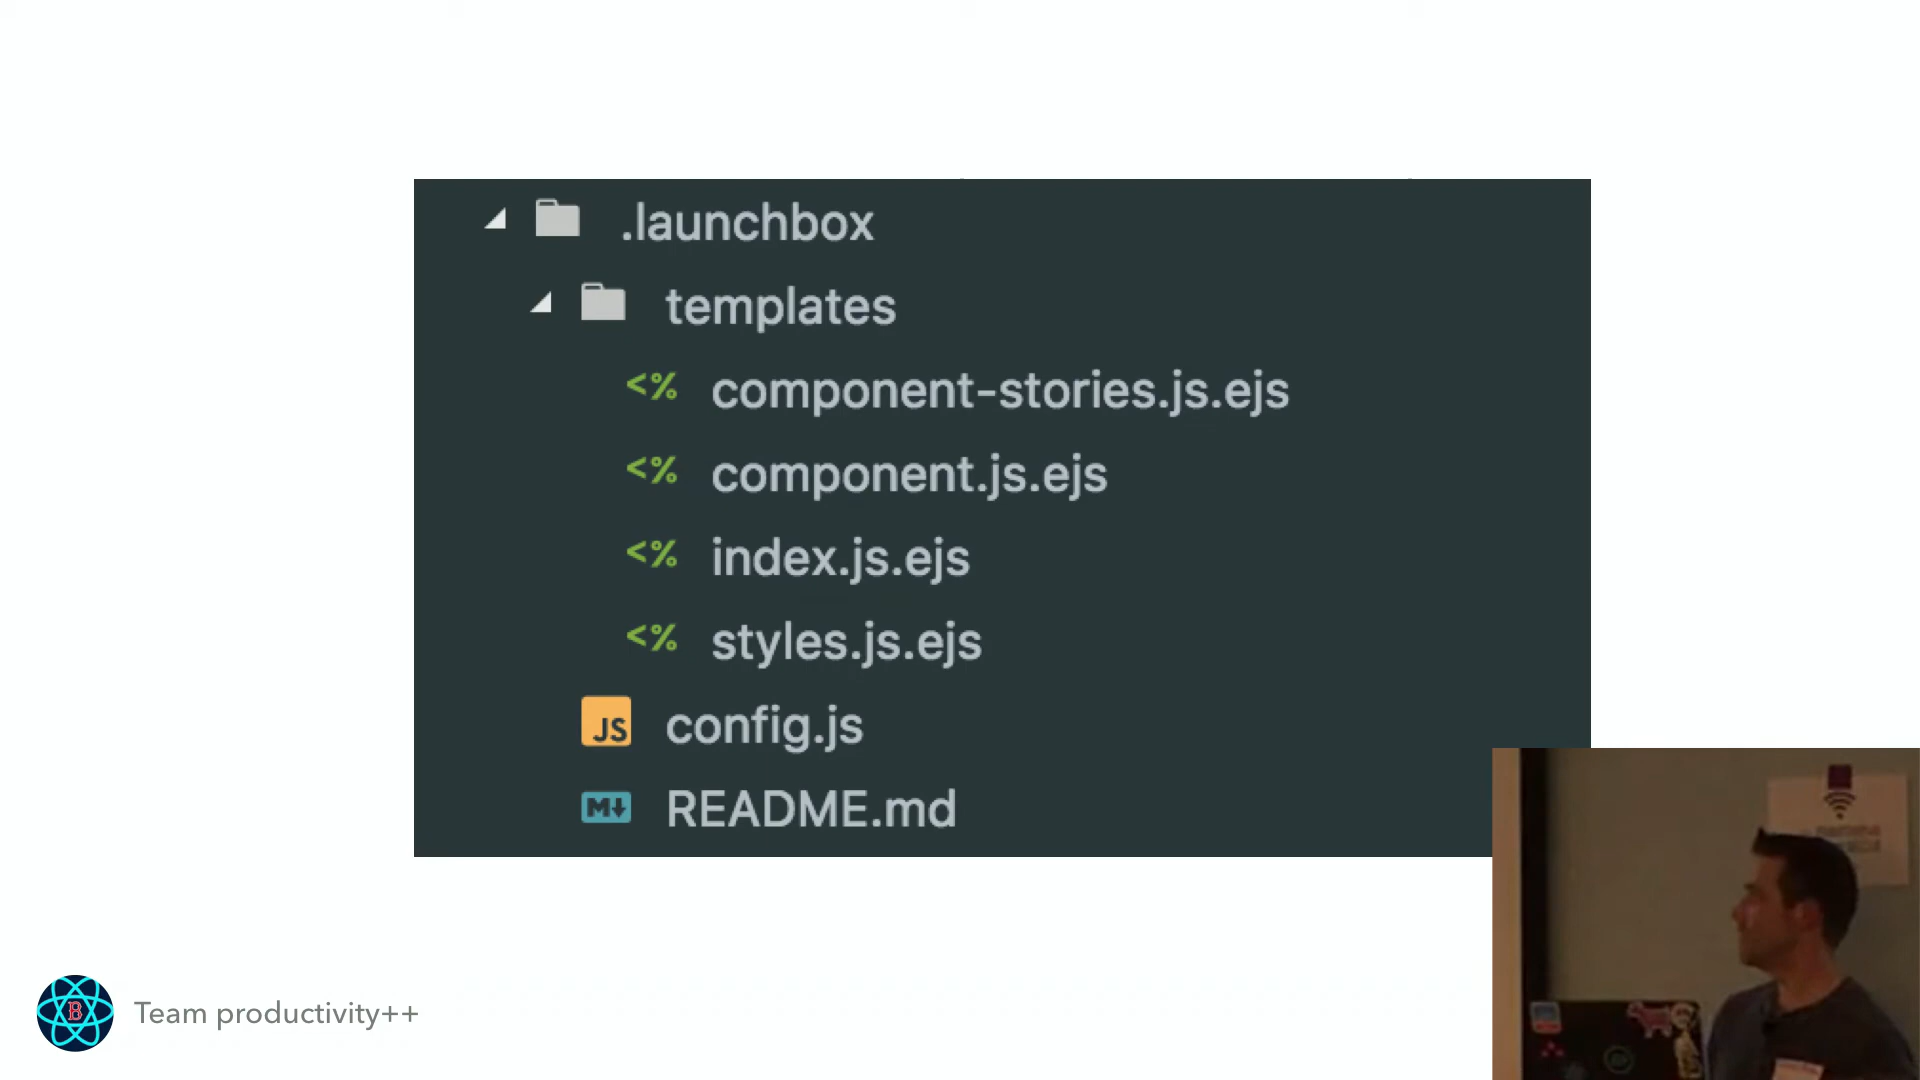 .launchbox
templates
<% component-stories.js.ejs
<% component.js.ejs
<% index.js.ejs
<% styles.js.ejs
JS config.js
M↓ README.md
B Team productivity++